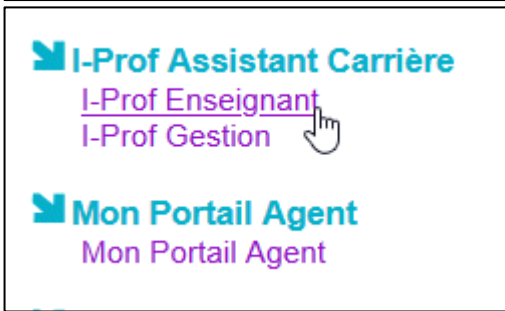 I-Prof Assistant Carrière
I-Prof Enseignant
I-Prof Gestion
Mon Portail Agent
Mon Portail Agent